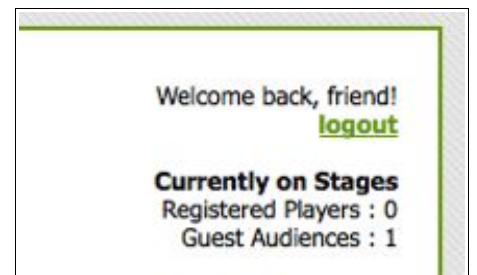 Welcome back, friend!
logout
Currently on Stages
Registered Players : 0
Guest Audiences : 1